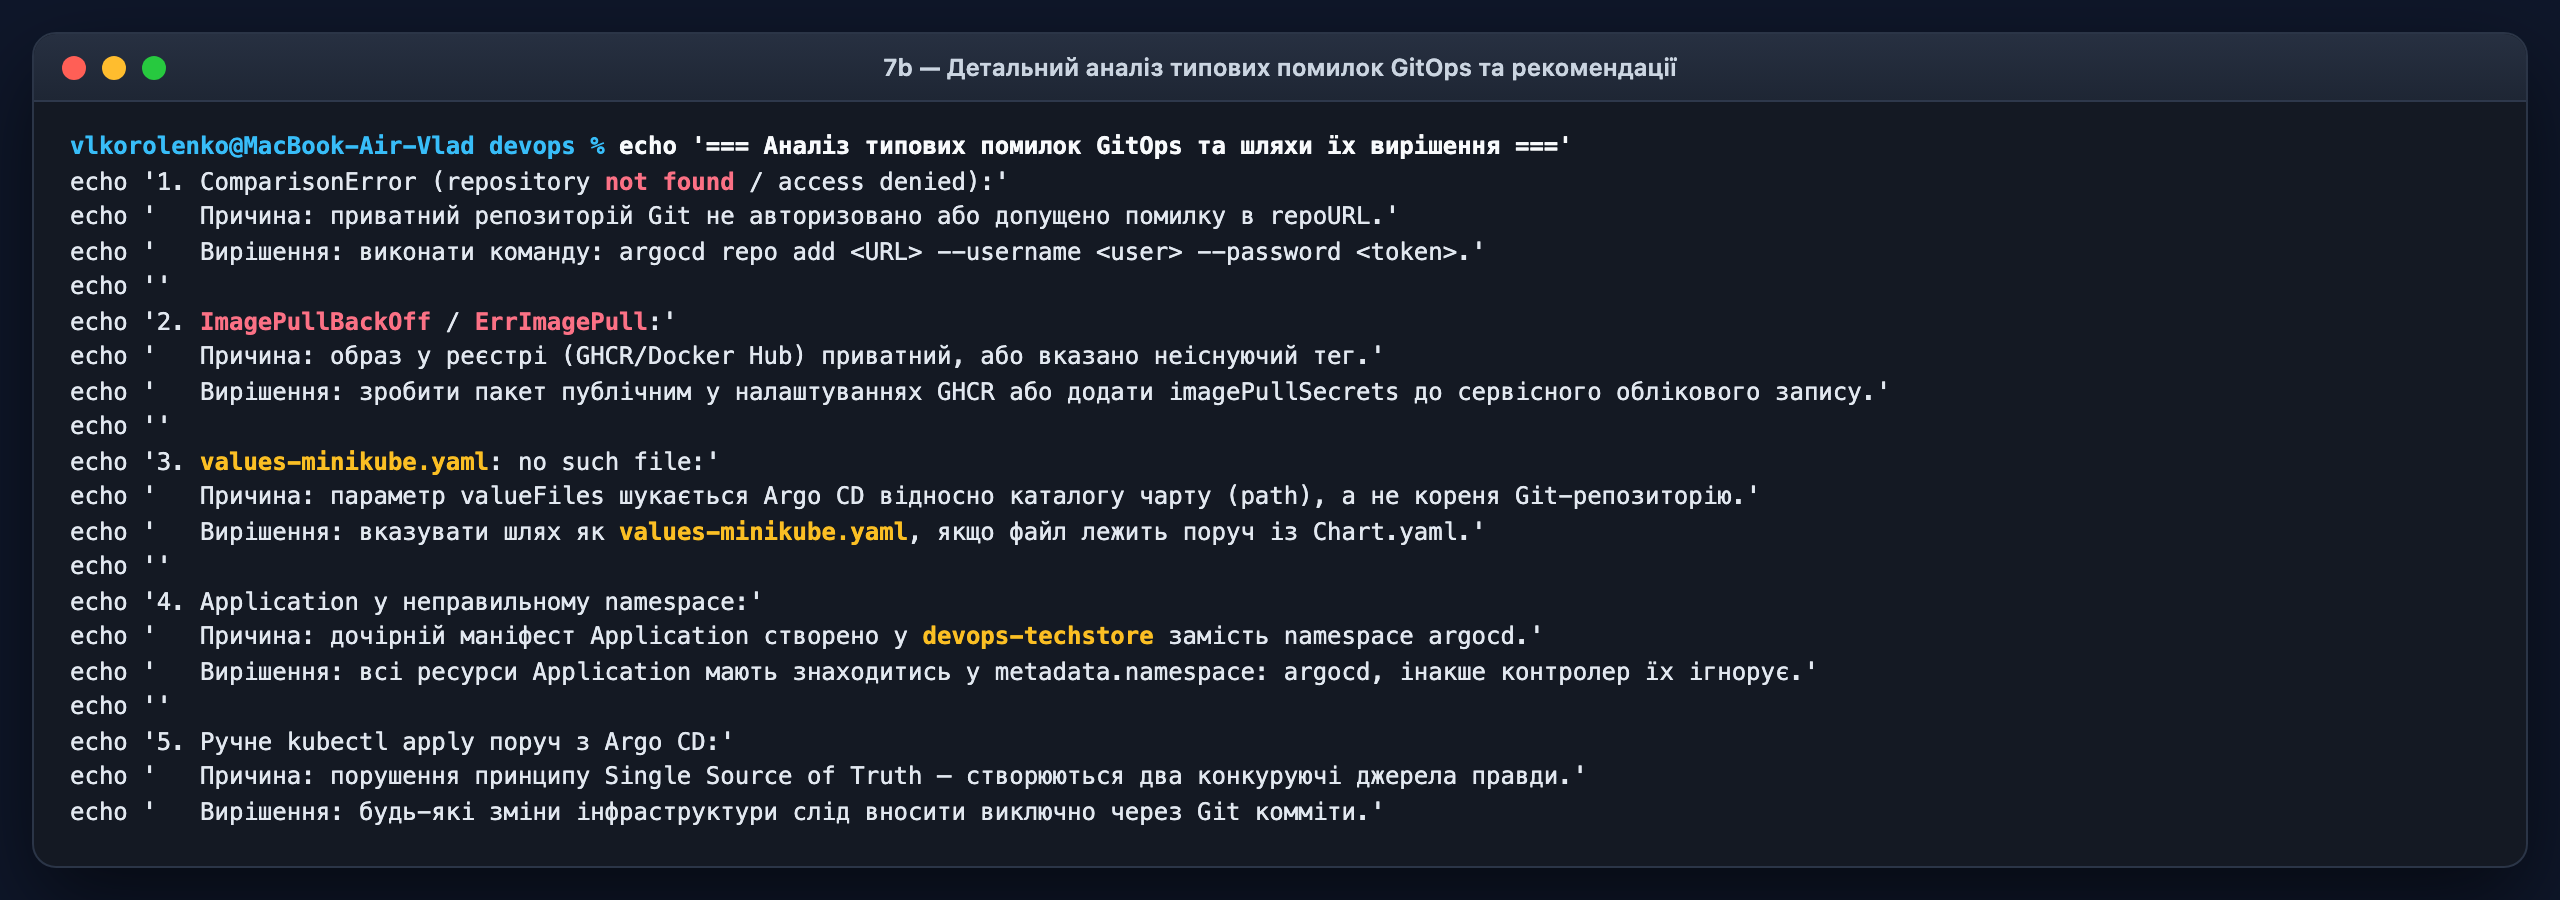 7b — Детальний аналіз типових помилок GitOps та рекомендації
vlkorolenko@MacBook-Air-Vlad devops % echo '=== Аналіз типових помилок GitOps та шляхи їх вирішення ==='
echo '1. ComparisonError (repository not found / access denied):'
echo '   Причина: приватний репозиторій Git не авторизовано або допущено помилку в repoURL.'
echo '   Вирішення: виконати команду: argocd repo add <URL> --username <user> --password <token>.'
echo ''
echo '2. ImagePullBackOff / ErrImagePull:'
echo '   Причина: образ у реєстрі (GHCR/Docker Hub) приватний, або вказано неіснуючий тег.'
echo '   Вирішення: зробити пакет публічним у налаштуваннях GHCR або додати imagePullSecrets до сервісного облікового запису.'
echo ''
echo '3. values-minikube.yaml: no such file:'
echo '   Причина: параметр valueFiles шукається Argo CD відносно каталогу чарту (path), а не кореня Git-репозиторію.'
echo '   Вирішення: вказувати шлях як values-minikube.yaml, якщо файл лежить поруч із Chart.yaml.'
echo ''
echo '4. Application у неправильному namespace:'
echo '   Причина: дочірній маніфест Application створено у devops-techstore замість namespace argocd.'
echo '   Вирішення: всі ресурси Application мають знаходитись у metadata.namespace: argocd, інакше контролер їх ігнорує.'
echo ''
echo '5. Ручне kubectl apply поруч з Argo CD:'
echo '   Причина: порушення принципу Single Source of Truth — створюються два конкуруючі джерела правди.'
echo '   Вирішення: будь-які зміни інфраструктури слід вносити виключно через Git комміти.'